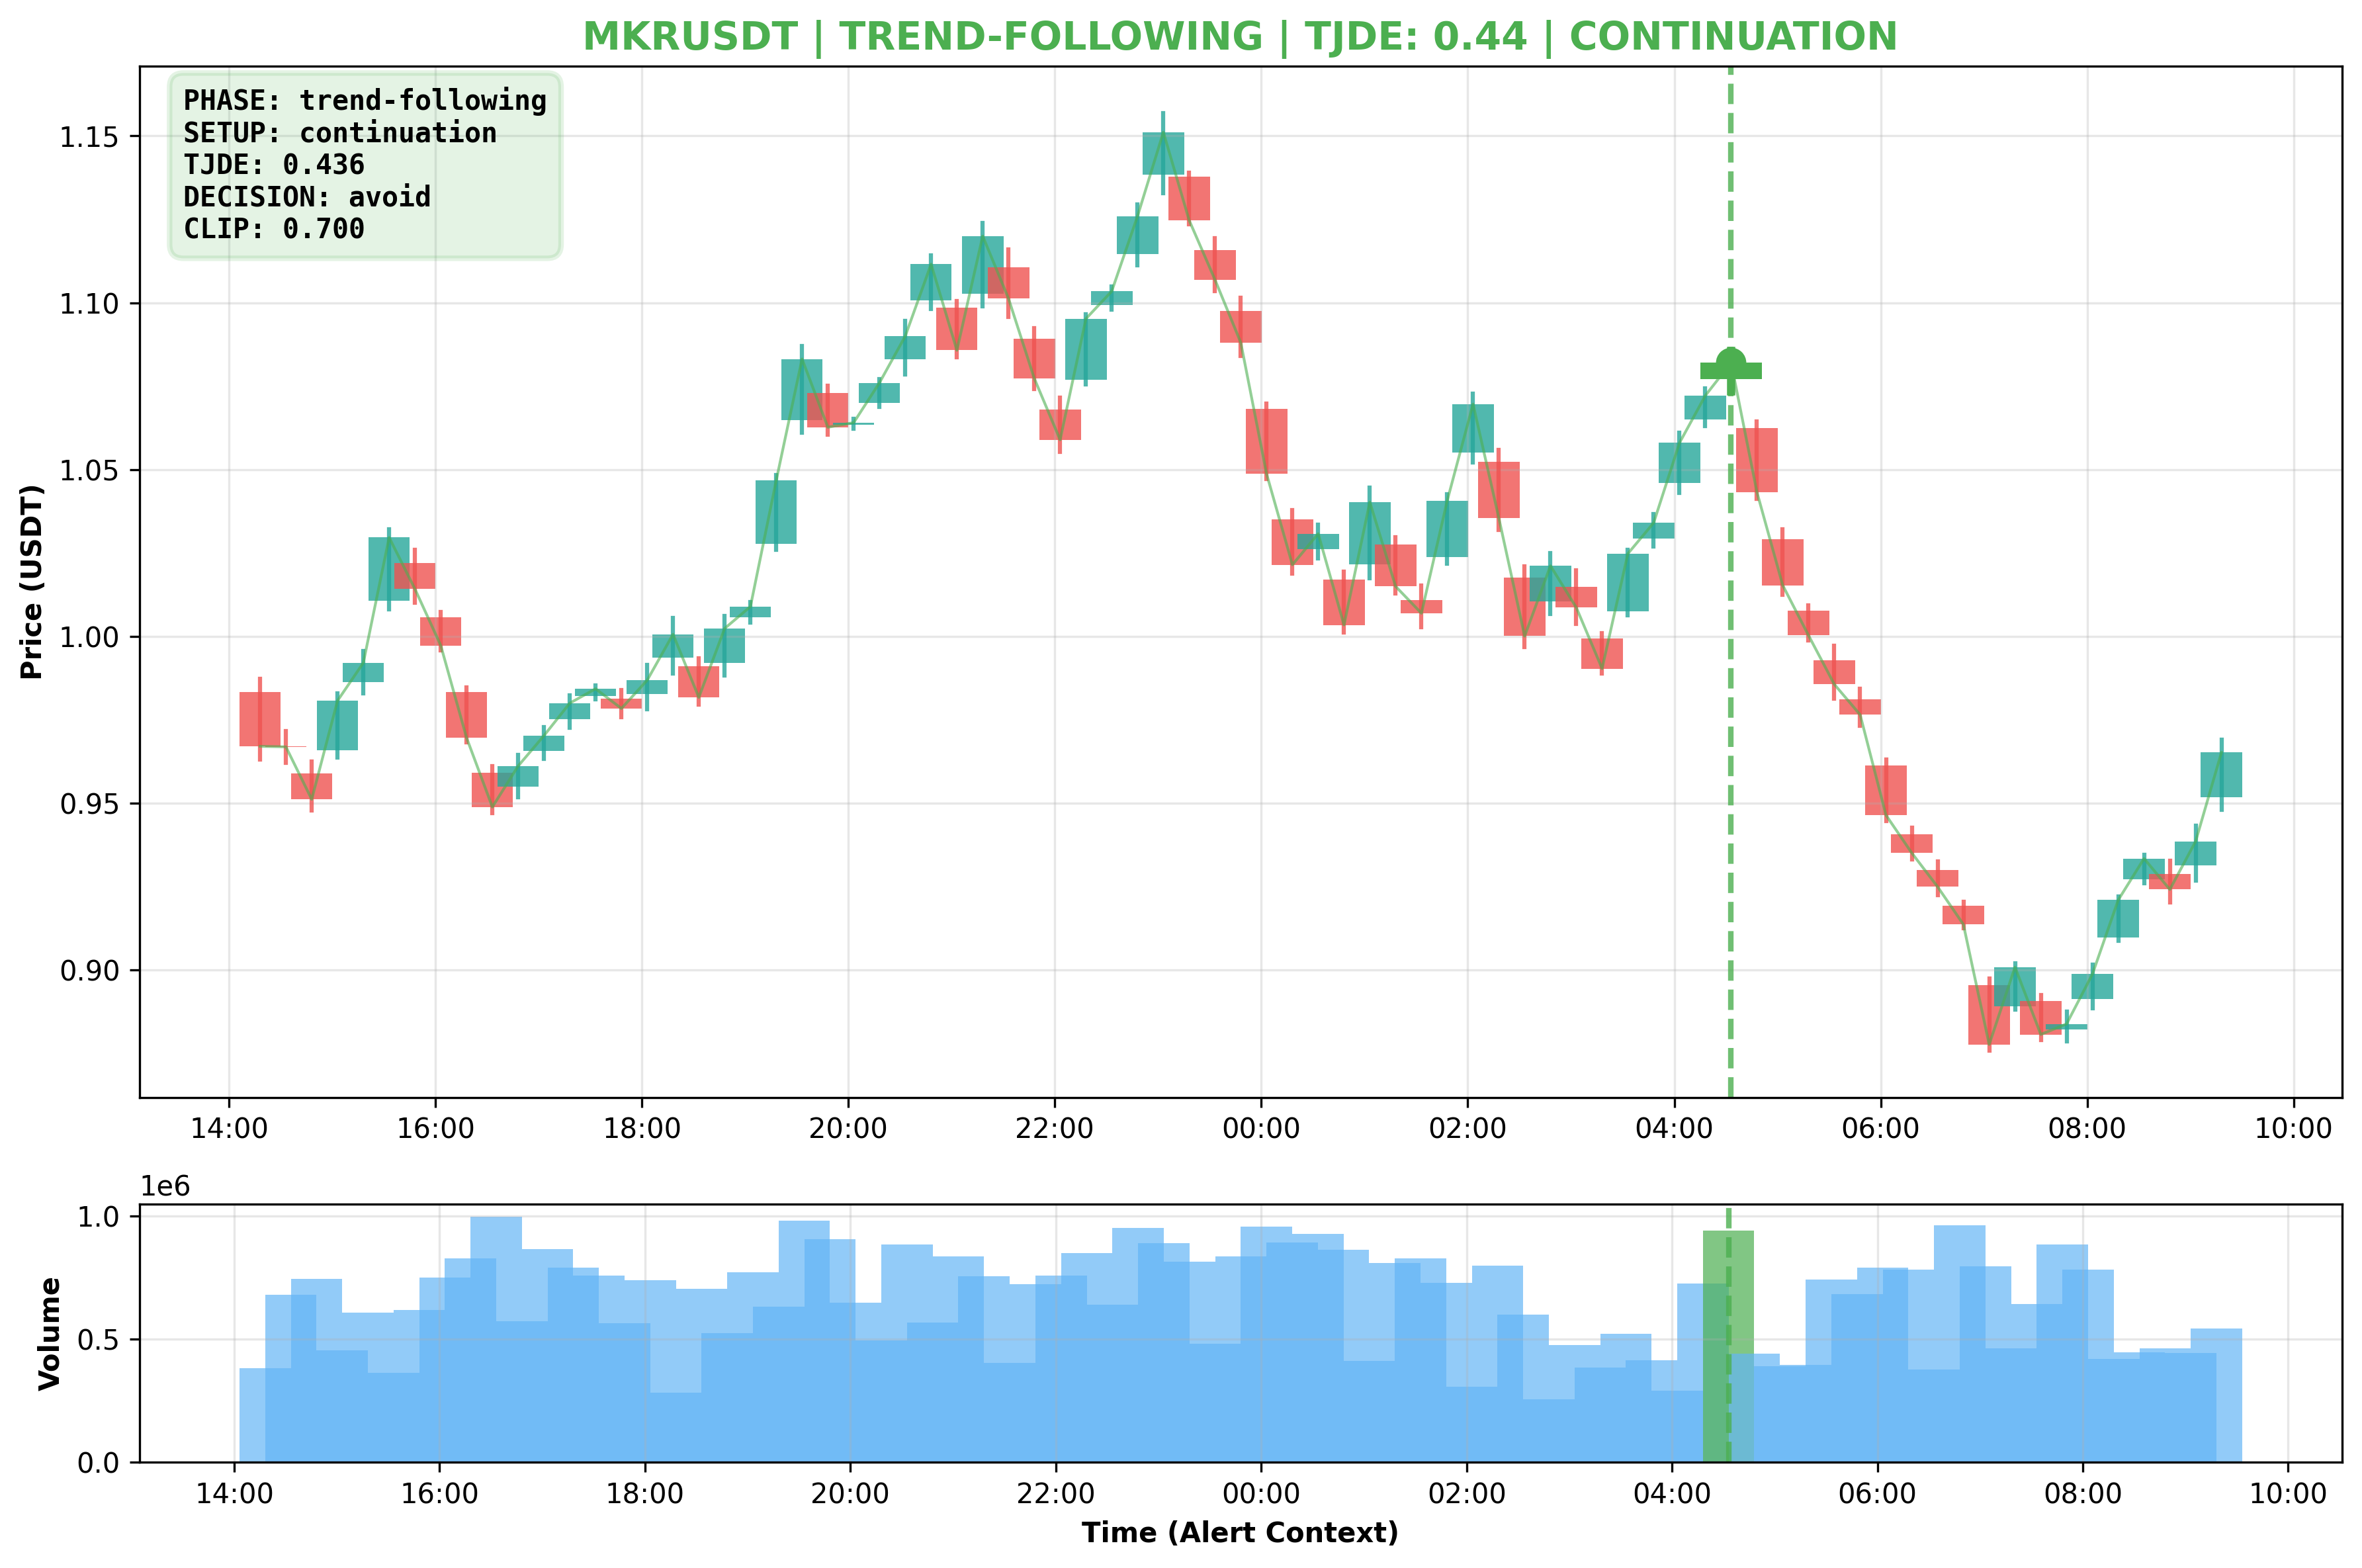 MKRUSDT | TREND-FOLLOWING | TJDE: 0.44 | CONTINUATION
PHASE: trend-following
SETUP: continuation
TJDE: 0.436
DECISION: avoid
CLIP: 0.700
Price (USDT)
1.15
1.10
1.05
1.00
0.95
0.90
14:00 16:00 18:00 20:00 22:00 00:00 02:00 04:00 06:00 08:00 10:00
1e6
Volume
1.0
0.5
0.0
14:00 16:00 18:00 20:00 22:00 00:00 02:00 04:00 06:00 08:00 10:00
Time (Alert Context)